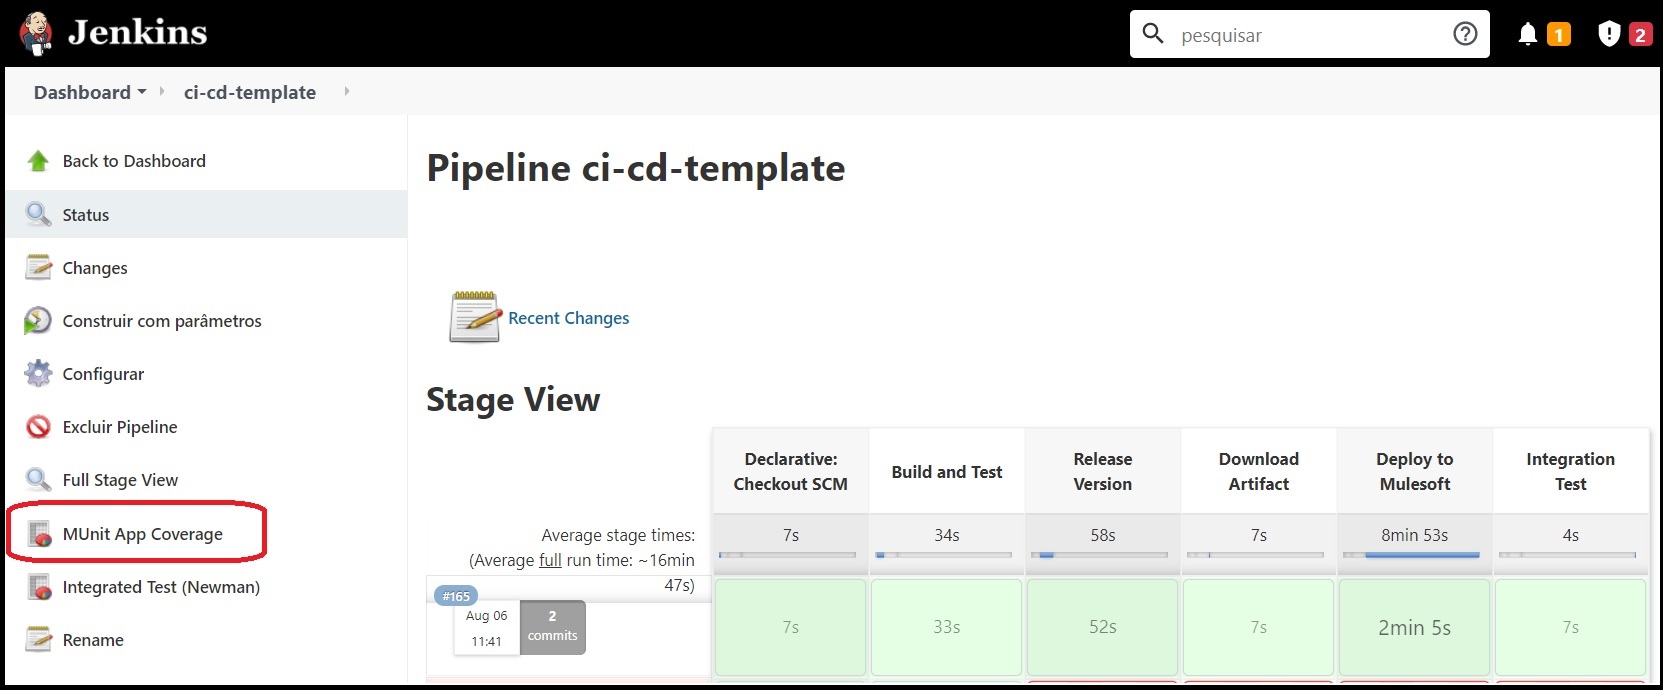 Jenkins
pesquisar
1
2
Dashboard
ci-cd-template
Back to Dashboard
Status
Changes
Construir com parâmetros
Configurar
Excluir Pipeline
Full Stage View
MUnit App Coverage
Integrated Test (Newman)
Rename
Pipeline ci-cd-template
Recent Changes
Stage View
Declarative:
Checkout SCM
Build and Test
Release
Version
Download
Artifact
Deploy to
Mulesoft
Integration
Test
Average stage times:
(Average full run time: ~16min
47s)
7s
34s
58s
7s
8min 53s
4s
#165
Aug 06
11:41
2
commits
7s
33s
52s
7s
2min 5s
7s